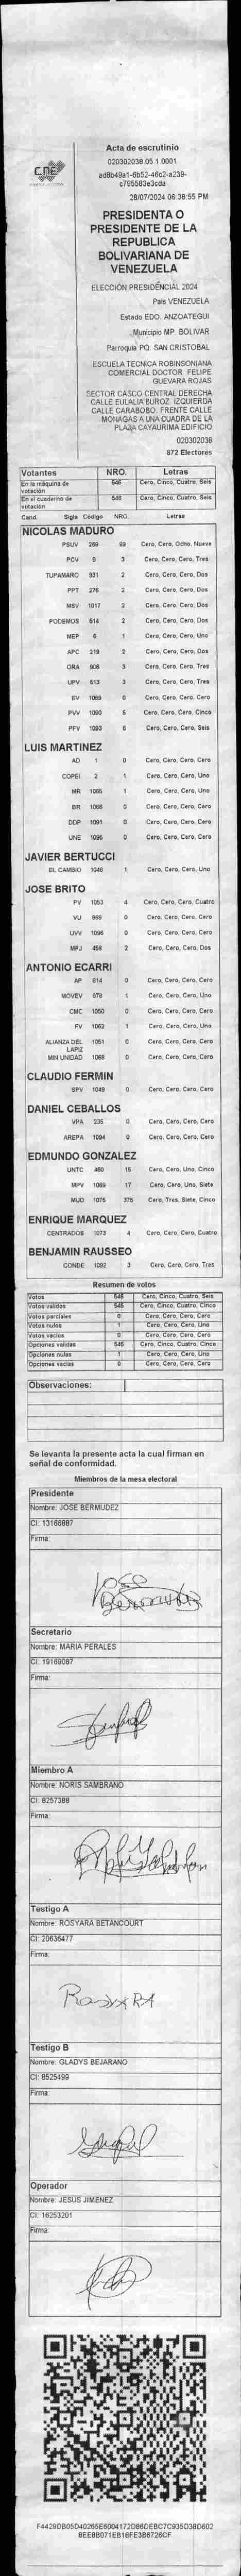 Acta de escrutinio
020302038.05.1.0001
ad8b49a1-6b52-46c2-a239-
c795583e3cda
28/07/2024 06:38:55 PM
CNE
PRESIDENTA O
PRESIDENTE DE LA
REPUBLICA
BOLIVARIANA DE
VENEZUELA
ELECCIÓN PRESIDENCIAL 2024
Pais VENEZUELA
Estado EDO. ANZOATEGUI
Municipio MP. BOLIVAR
Parroquia PQ. SAN CRISTOBAL
ESCUELA TECNICA ROBINSONIANA
COMERCIAL DOCTOR FELIPE
GUEVARA ROJAS
SECTOR CASCO CENTRAL DERECHA
CALLE EULALIA BUROZ. IZQUIERDA
CALLE CARABOBO. FRENTE CALLE
MONAGAS A UNA CUADRA DE LA
PLAZA CAYAURIMA EDIFICIO
020302038
872 Electores
Votantes NRO. Letras
En la máquina de votación 546 Cero, Cinco, Cuatro, Seis
En el cuaderno de votación 546 Cero, Cinco, Cuatro, Seis
Cand. Sigla Código NRO. Letras
NICOLAS MADURO
PSUV 269 89 Cero, Cero, Ocho, Nueve
PCV 9 3 Cero, Cero, Cero, Tres
TUPAMARO 931 2 Cero, Cero, Cero, Dos
PPT 276 2 Cero, Cero, Cero, Dos
MSV 1017 2 Cero, Cero, Cero, Dos
PODEMOS 514 2 Cero, Cero, Cero, Dos
MEP 6 1 Cero, Cero, Cero, Uno
APC 219 2 Cero, Cero, Cero, Dos
ORA 906 3 Cero, Cero, Cero, Tres
UPV 613 3 Cero, Cero, Cero, Tres
EV 1089 0 Cero, Cero, Cero, Cero
PVV 1090 5 Cero, Cero, Cero, Cinco
PFV 1093 6 Cero, Cero, Cero, Seis
LUIS MARTINEZ
AD 1 0 Cero, Cero, Cero, Cero
COPEI 2 1 Cero, Cero, Cero, Uno
MR 1065 1 Cero, Cero, Cero, Uno
BR 1066 0 Cero, Cero, Cero, Cero
DDP 1091 0 Cero, Cero, Cero, Cero
UNE 1095 0 Cero, Cero, Cero, Cero
JAVIER BERTUCCI
EL CAMBIO 1048 1 Cero, Cero, Cero, Uno
JOSE BRITO
PV 1053 4 Cero, Cero, Cero, Cuatro
VU 969 0 Cero, Cero, Cero, Cero
UVV 1096 0 Cero, Cero, Cero, Cero
MPJ 458 2 Cero, Cero, Cero, Dos
ANTONIO ECARRI
AP 814 0 Cero, Cero, Cero, Cero
MOVEV 879 1 Cero, Cero, Cero, Uno
CMC 1050 0 Cero, Cero, Cero, Cero
FV 1062 1 Cero, Cero, Cero, Uno
ALIANZA DEL LAPIZ 1051 0 Cero, Cero, Cero, Cero
MIN UNIDAD 1068 0 Cero, Cero, Cero, Cero
CLAUDIO FERMIN
SPV 1049 0 Cero, Cero, Cero, Cero
DANIEL CEBALLOS
VPA 235 0 Cero, Cero, Cero, Cero
AREPA 1094 0 Cero, Cero, Cero, Cero
EDMUNDO GONZALEZ
UNTC 460 15 Cero, Cero, Uno, Cinco
MPV 1069 17 Cero, Cero, Uno, Siete
MUD 1075 375 Cero, Tres, Siete, Cinco
ENRIQUE MARQUEZ
CENTRADOS 1073 4 Cero, Cero, Cero, Cuatro
BENJAMIN RAUSSEO
CONDE 1092 3 Cero, Cero, Cero, Tres
Resumen de votos
Votos 546 Cero, Cinco, Cuatro, Seis
Votos válidos 545 Cero, Cinco, Cuatro, Cinco
Votos parciales 0 Cero, Cero, Cero, Cero
Votos nulos 1 Cero, Cero, Cero, Uno
Votos vacíos 0 Cero, Cero, Cero, Cero
Opciones validas 545 Cero, Cinco, Cuatro, Cinco
Opciones nulas 1 Cero, Cero, Cero, Uno
Opciones vacías 0 Cero, Cero, Cero, Cero
Observaciones:
Se levanta la presente acta la cual firman en
señal de conformidad.
Miembros de la mesa electoral
Presidente
Nombre: JOSE BERMUDEZ
CI: 13166887
Firma:
Jose
Bermudez
Secretario
Nombre: MARIA PERALES
CI: 19169087
Firma:
Miembro A
Nombre: NORIS SAMBRANO
CI: 8257388
Firma:
Testigo A
Nombre: ROSYARA BETANCOURT
CI: 20636477
Firma:
Testigo B
Nombre: GLADYS BEJARANO
CI: 8525499
Firma:
Operador
Nombre: JESUS JIMENEZ
CI: 16253201
Firma:
F4429DB05D40265E6004172D86DEBC7C935D38D602
8EE8B071EB18FE3B6726CF